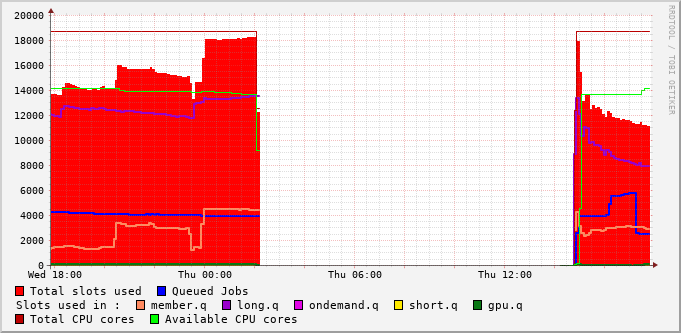 20000
18000
16000
14000
12000
10000
8000
6000
4000
2000
0
Wed 18:00 Thu 00:00 Thu 06:00 Thu 12:00
RRDTOOL / TOBI OETIKER
Total slots used Queued Jobs
Slots used in : member.q long.q ondemand.q short.q gpu.q
Total CPU cores Available CPU cores